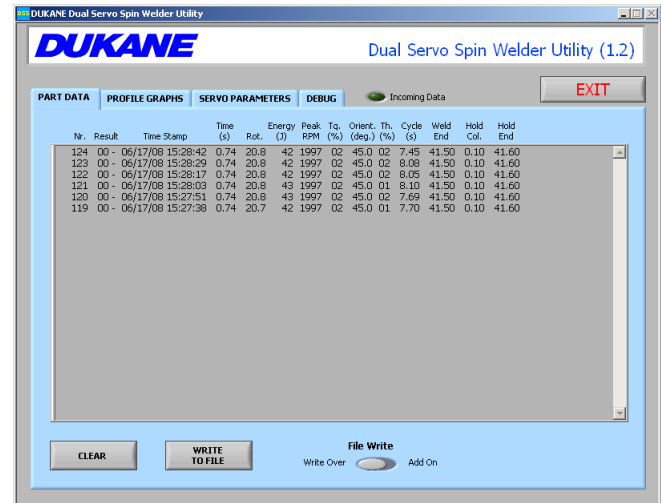 DSS DUKANE Dual Servo Spin Welder Utility
DUKANE
Dual Servo Spin Welder Utility (1.2)
EXIT
PART DATA PROFILE GRAPHS SERVO PARAMETERS DEBUG Incoming Data
Time Energy Peak Tq. Orient. Th. Cycle Weld Hold Hold
Nr. Result Time Stamp (s) Rot. (J) RPM (%) (deg.) (%) (s) End Col. End
124 00 - 06/17/08 15:28:42 0.74 20.8 42 1997 02 45.0 02 7.45 41.50 0.10 41.60
123 00 - 06/17/08 15:28:29 0.74 20.8 42 1997 02 45.0 02 8.08 41.50 0.10 41.60
122 00 - 06/17/08 15:28:17 0.74 20.8 42 1997 02 45.0 02 8.05 41.50 0.10 41.60
121 00 - 06/17/08 15:28:03 0.74 20.8 43 1997 02 45.0 01 8.10 41.50 0.10 41.60
120 00 - 06/17/08 15:27:51 0.74 20.8 43 1997 02 45.0 02 7.69 41.50 0.10 41.60
119 00 - 06/17/08 15:27:38 0.74 20.7 42 1997 02 45.0 01 7.70 41.50 0.10 41.60
File Write
CLEAR
WRITE
TO FILE
Write Over Add On